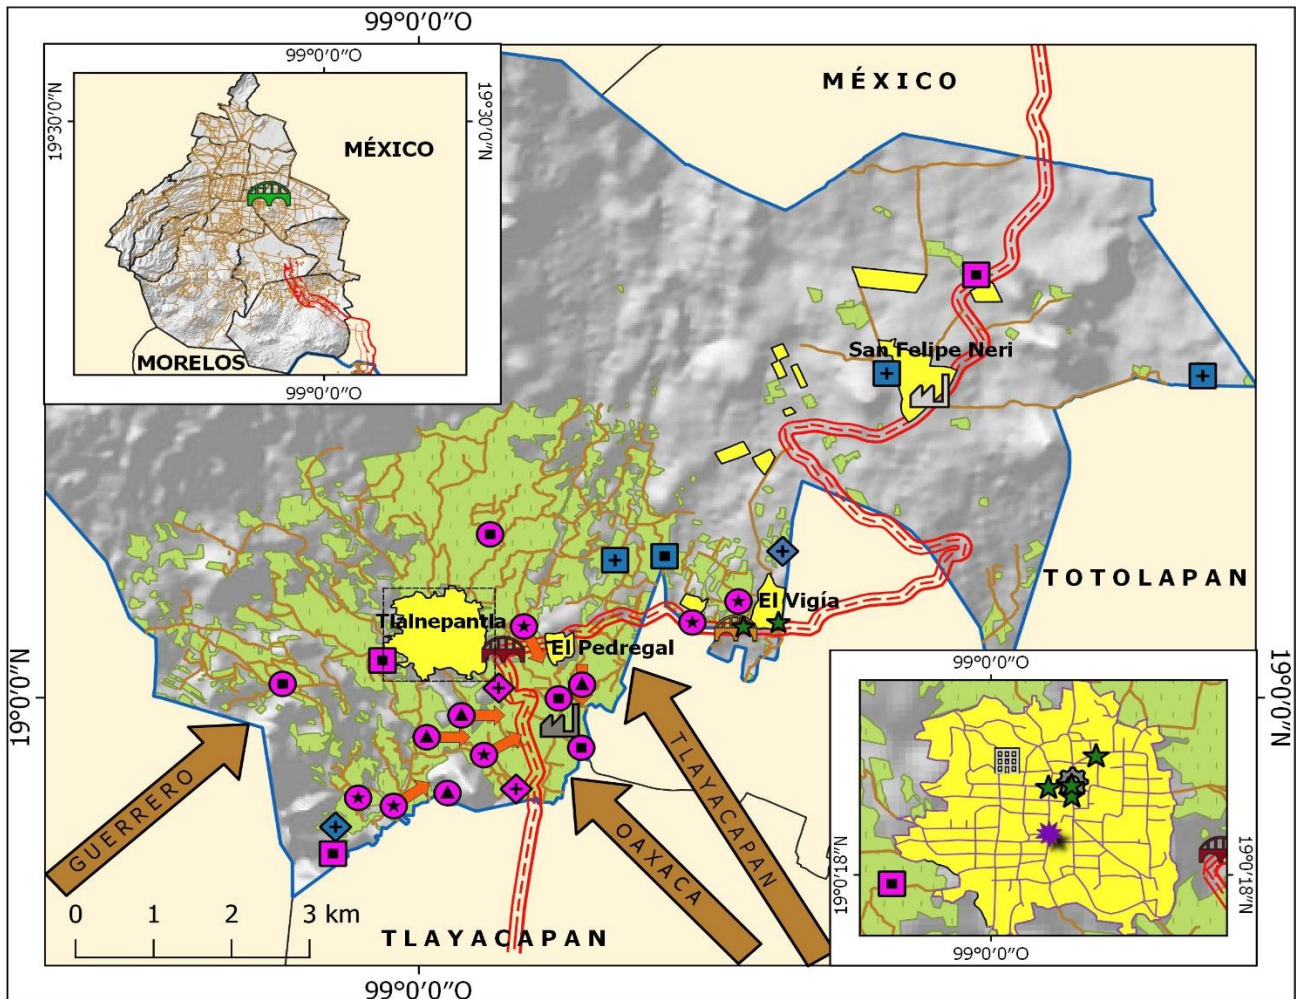 99°0'0"O
99°0'0"O
19°30'0"N
19°30'0"N
MÉXICO
MORELOS
99°0'0"O
MÉXICO
San Felipe Neri
TOTOLAPAN
El Vigía
Tlalnepantla
El Pedregal
19°0'0"N
19°0'0"N
GUERRERO
TLAYACAPAN
OAXACA
0 1 2 3 km
TLAYACAPAN
99°0'0"O
99°0'0"O
19°0'18"N
19°0'18"N
99°0'0"O